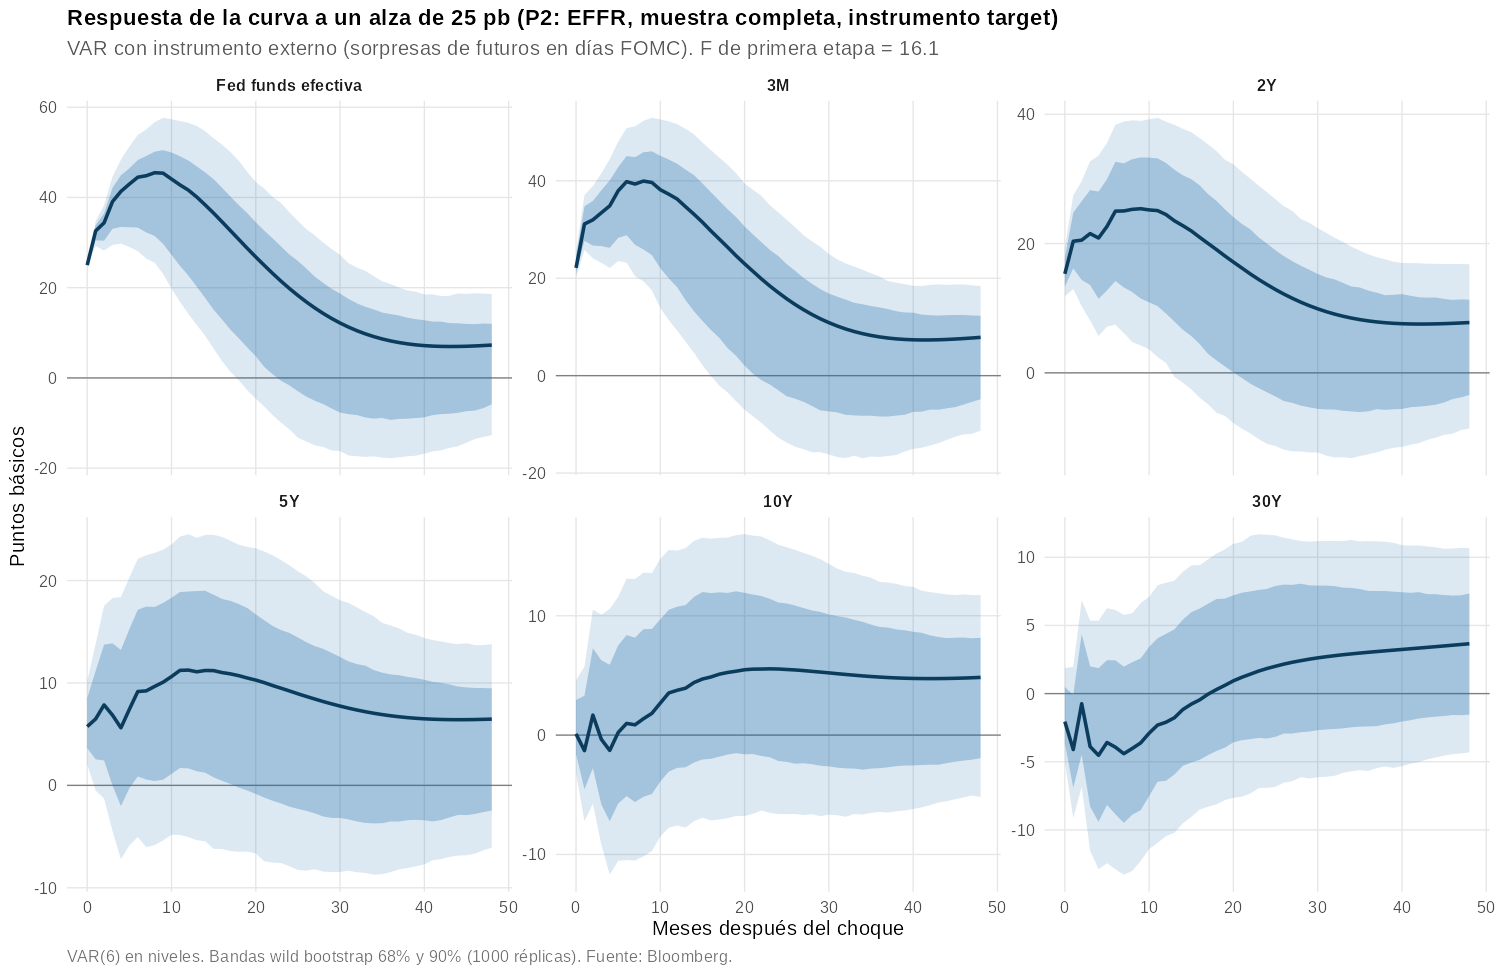 Respuesta de la curva a un alza de 25 pb (P2: EFFR, muestra completa, instrumento target)
VAR con instrumento externo (sorpresas de futuros en días FOMC). F de primera etapa = 16.1
Fed funds efectiva
3M
2Y
60
40
20
0
-20
40
20
0
-20
40
20
0
Puntos básicos
5Y
10Y
30Y
20
10
0
-10
10
0
-10
10
5
0
-5
-10
0 10 20 30 40 50
0 10 20 30 40 50
0 10 20 30 40 50
Meses después del choque
VAR(6) en niveles. Bandas wild bootstrap 68% y 90% (1000 réplicas). Fuente: Bloomberg.